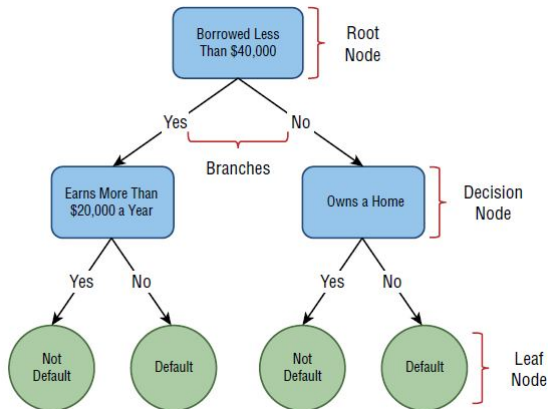 Borrowed Less
Than $40,000
Root
Node
Yes
No
Branches
Earns More Than
$20,000 a Year
Owns a Home
Decision
Node
Yes
No
Yes
No
Not
Default
Default
Not
Default
Default
Leaf
Node